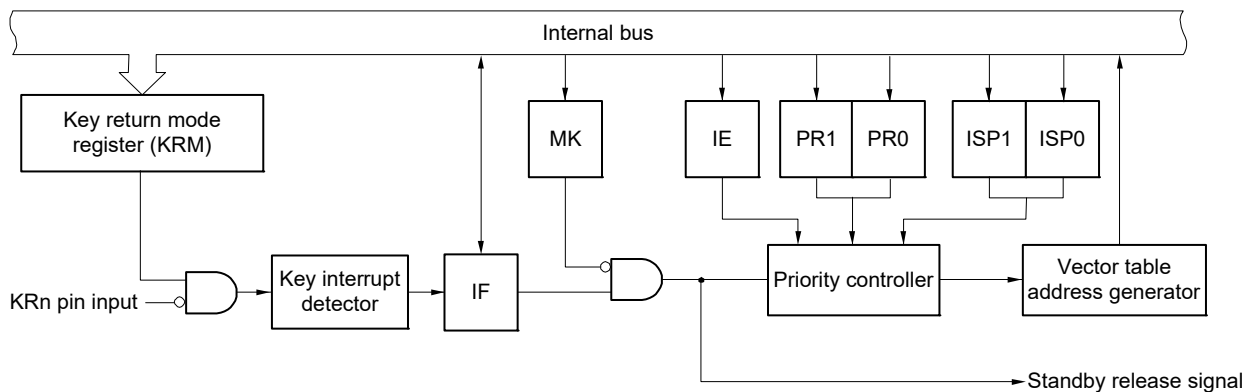 Internal bus
Key return mode
register (KRM)
MK
IE
PR1
PR0
ISP1
ISP0
KRn pin input
Key interrupt
detector
IF
Priority controller
Vector table
address generator
Standby release signal